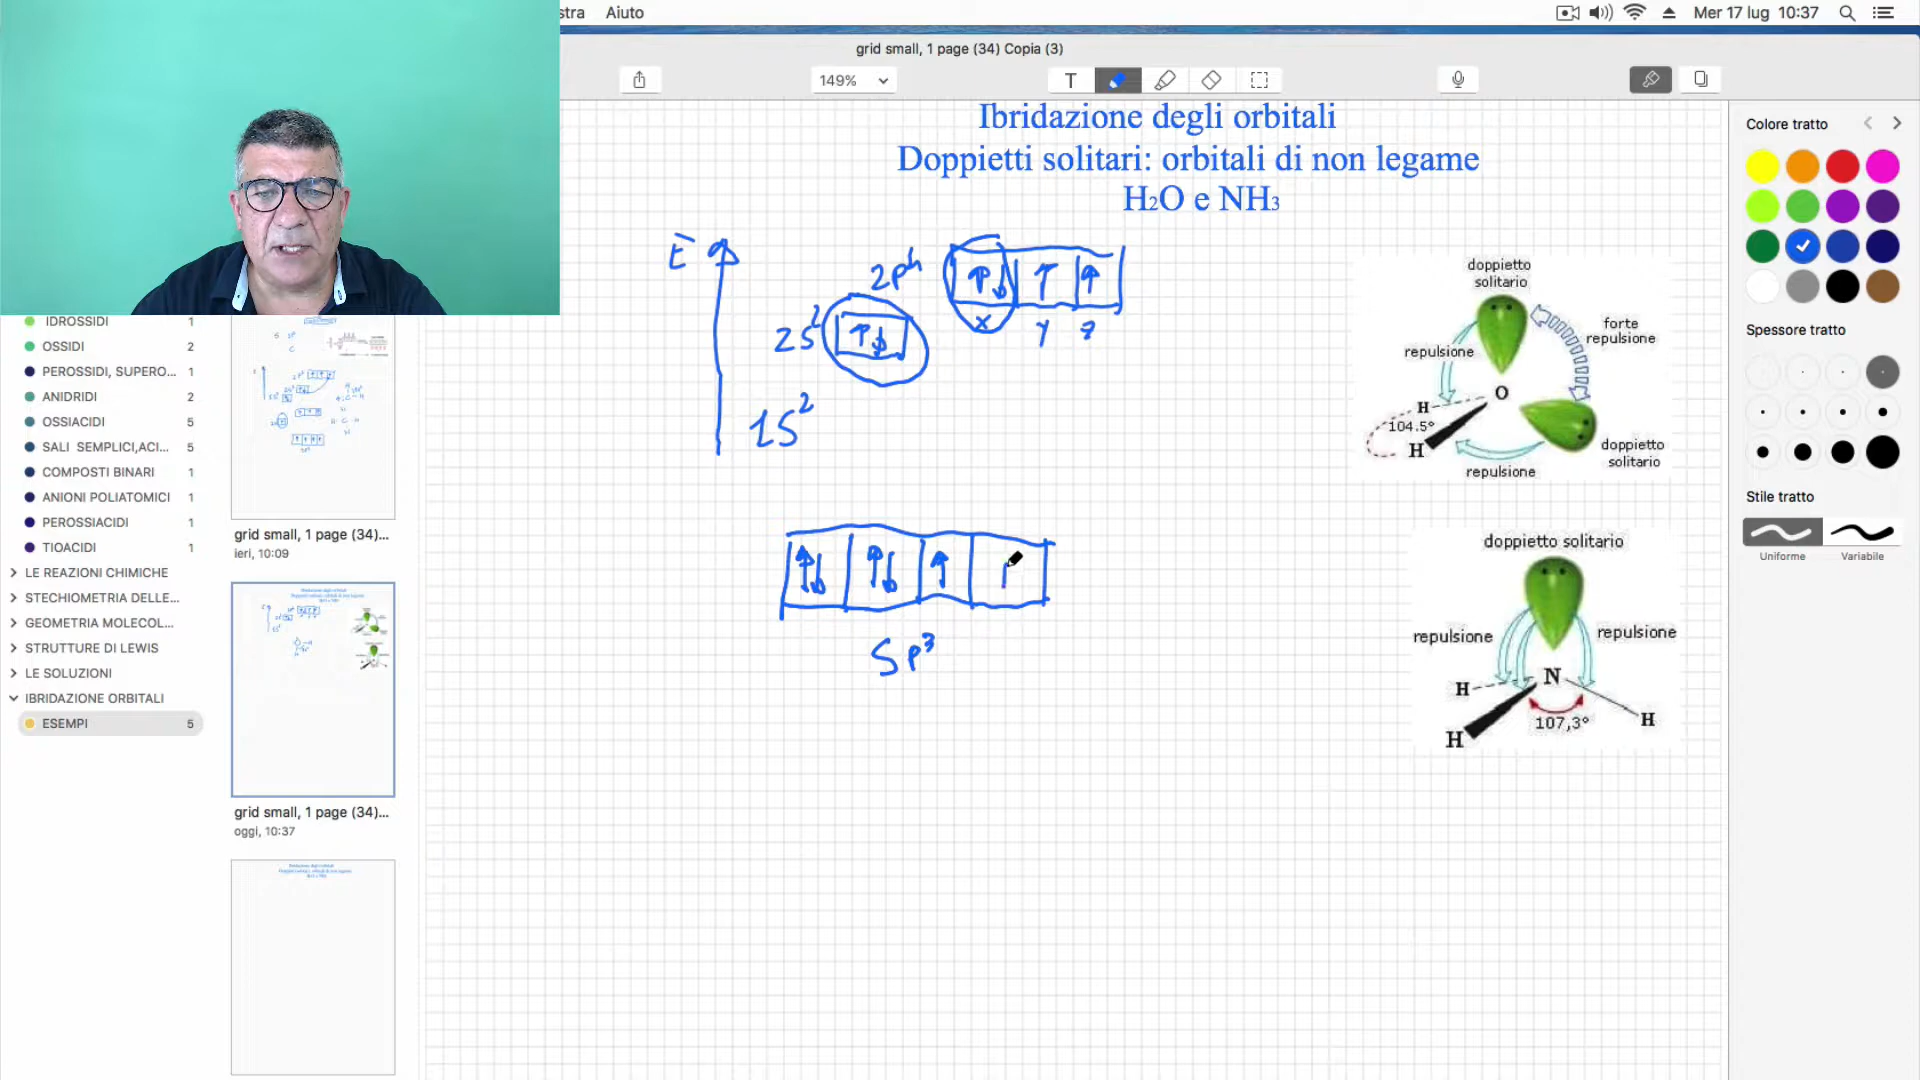 stra Aiuto
Mer 17 lug 10:37
grid small, 1 page (34) Copia (3)
149%
T
Ibridazione degli orbitali
Doppietti solitari: orbitali di non legame
H2O e NH3
E
2p4
2s2
x y z
1s2
sp3
doppietto
solitario
forte
repulsione
repulsione
O
H
104.5°
H
doppietto
solitario
repulsione
doppietto solitario
repulsione
repulsione
N
H
107,3°
H
H
IDROSSIDI 1
OSSIDI 2
PEROSSIDI, SUPERO... 1
ANIDRIDI 2
OSSIACIDI 5
SALI SEMPLICI,ACI... 5
COMPOSTI BINARI 1
ANIONI POLIATOMICI 1
PEROSSIACIDI 1
TIOACIDI 1
LE REAZIONI CHIMICHE
STECHIOMETRIA DELLE...
GEOMETRIA MOLECOL...
STRUTTURE DI LEWIS
LE SOLUZIONI
IBRIDAZIONE ORBITALI
ESEMPI 5
grid small, 1 page (34)...
ieri, 10:09
grid small, 1 page (34)...
oggi, 10:37
Colore tratto
Spessore tratto
Stile tratto
Uniforme Variabile